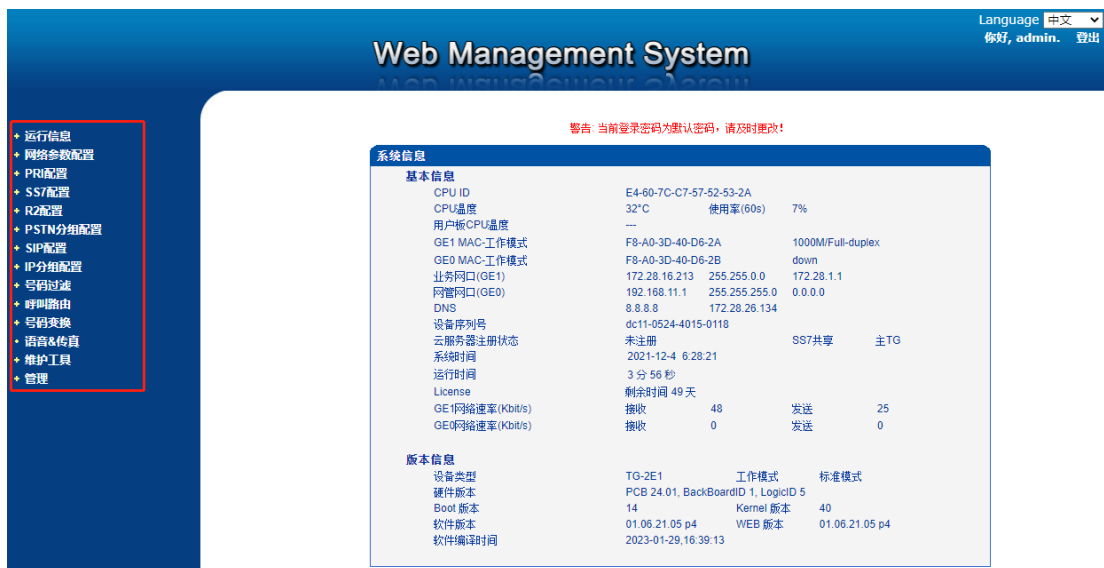 Language 中文
你好, admin. 登出
Web Management System
运行信息
网络参数配置
PRI配置
SS7配置
R2配置
PSTN分组配置
SIP配置
IP分组配置
号码过滤
呼叫路由
号码变换
语音&传真
维护工具
管理
警告: 当前登录密码为默认密码，请及时更改!
系统信息
基本信息
CPU ID E4-60-7C-C7-57-52-53-2A
CPU温度 32°C 使用率(60s) 7%
用户板CPU温度 ---
GE1 MAC-工作模式 F8-A0-3D-40-D6-2A 1000M/Full-duplex
GE0 MAC-工作模式 F8-A0-3D-40-D6-2B down
业务网口(GE1) 172.28.16.213 255.255.0.0 172.28.1.1
网管网口(GE0) 192.168.11.1 255.255.255.0 0.0.0.0
DNS 8.8.8.8 172.28.26.134
设备序列号 dc11-0524-4015-0118
云服务器注册状态 未注册 SS7共享 主TG
系统时间 2021-12-4 6:28:21
运行时间 3 分 56 秒
License 剩余时间 49 天
GE1网络速率(Kbit/s) 接收 48 发送 25
GE0网络速率(Kbit/s) 接收 0 发送 0
版本信息
设备类型 TG-2E1 工作模式 标准模式
硬件版本 PCB 24.01, BackBoardID 1, LogicID 5
Boot 版本 14 Kernel 版本 40
软件版本 01.06.21.05 p4 WEB 版本 01.06.21.05 p4
软件编译时间 2023-01-29,16:39:13